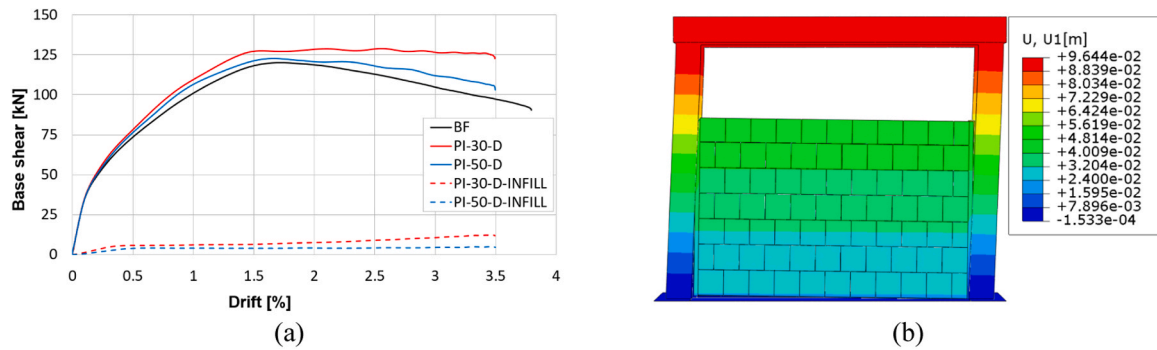 150
125
100
75
50
25
0
Base shear [kN]
BF
PI-30-D
PI-50-D
PI-30-D-INFILL
PI-50-D-INFILL
0 0.5 1 1.5 2 2.5 3 3.5 4
Drift [%]
(a)
U, U1[m]
+9.644e-02
+8.839e-02
+8.034e-02
+7.229e-02
+6.424e-02
+5.619e-02
+4.814e-02
+4.009e-02
+3.204e-02
+2.400e-02
+1.595e-02
+7.896e-03
-1.533e-04
(b)